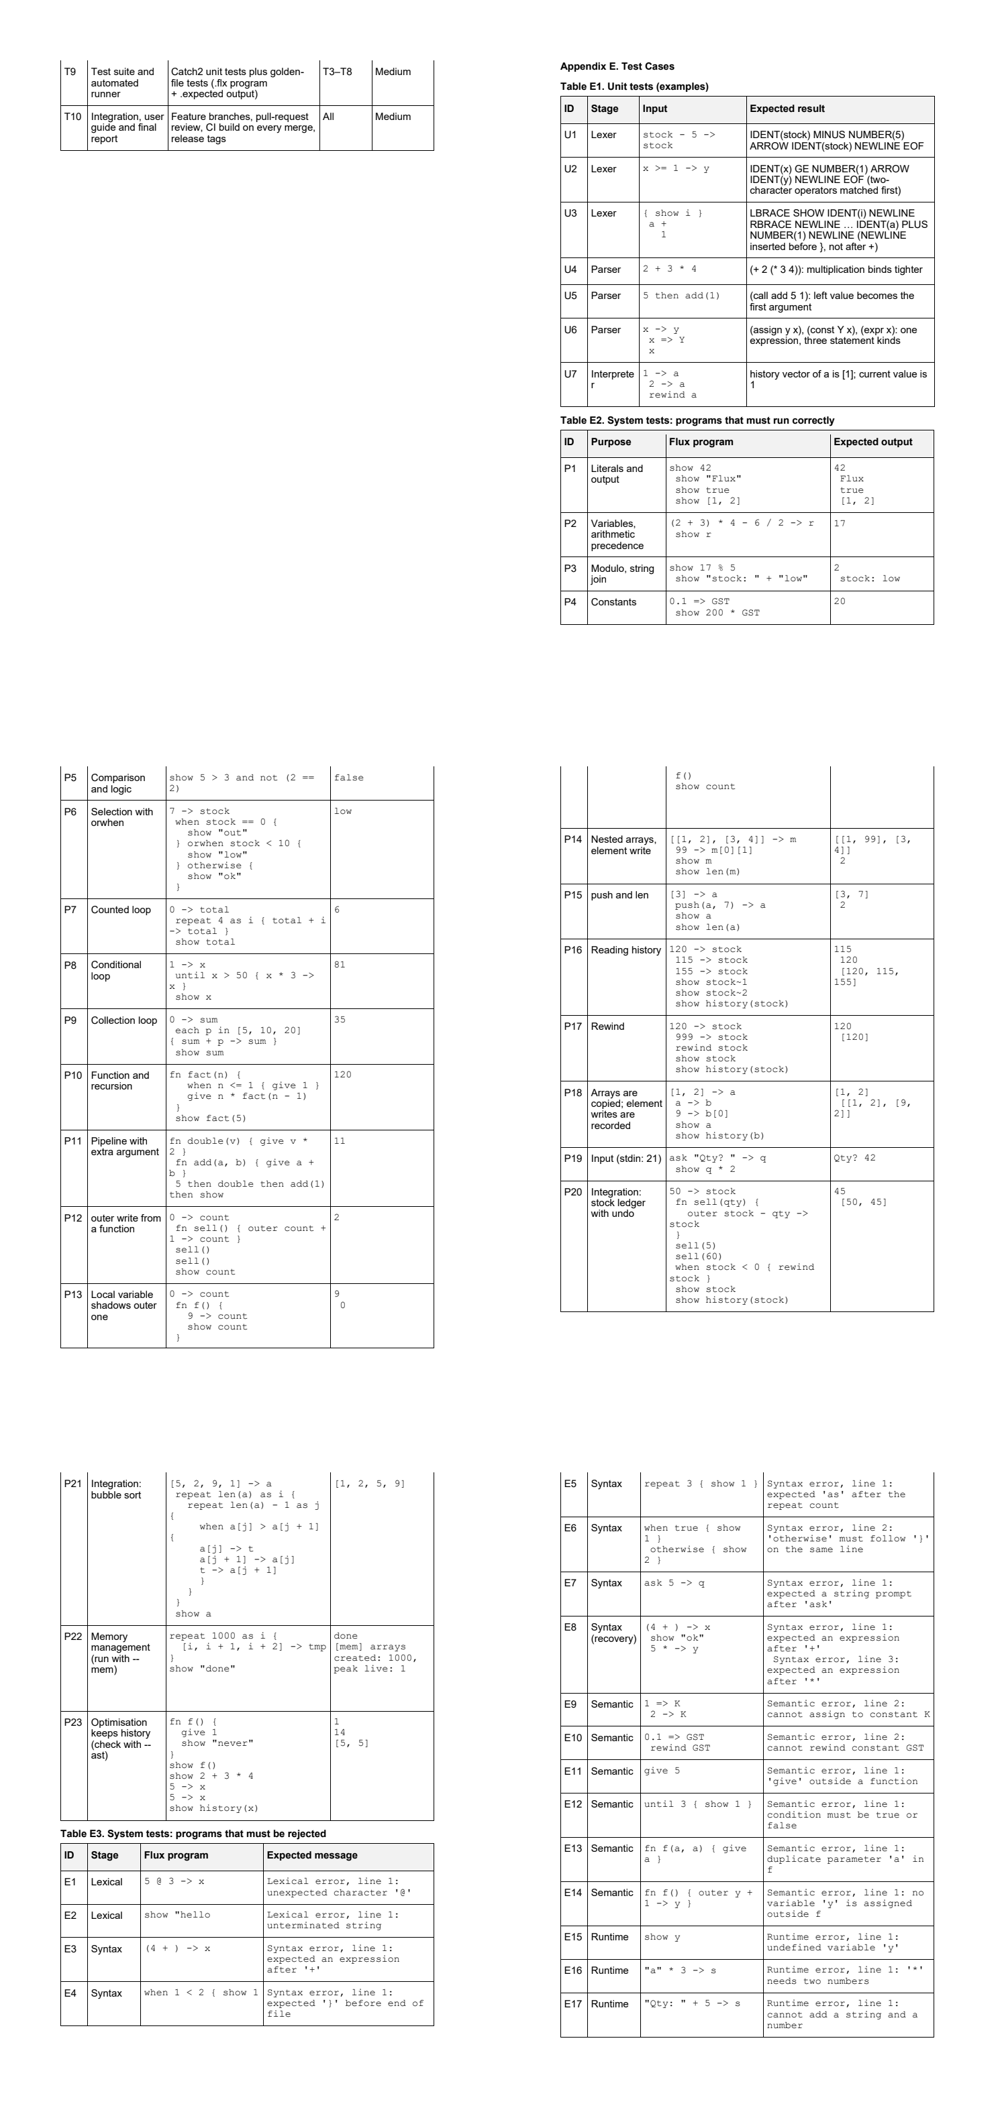 T9 Test suite and Catch2 unit tests plus golden- T3–T8 Medium
automated file tests (.flx program
runner + .expected output)
T10 Integration, user Feature branches, pull-request All Medium
guide and final review, CI build on every merge,
report release tags
Appendix E. Test Cases
Table E1. Unit tests (examples)
ID Stage Input Expected result
U1 Lexer stock - 5 -> IDENT(stock) MINUS NUMBER(5)
stock ARROW IDENT(stock) NEWLINE EOF
U2 Lexer x >= 1 -> y IDENT(x) GE NUMBER(1) ARROW
IDENT(y) NEWLINE EOF (two-
character operators matched first)
U3 Lexer { show i } LBRACE SHOW IDENT(i) NEWLINE
a + RBRACE NEWLINE … IDENT(a) PLUS
1 NUMBER(1) NEWLINE (NEWLINE
inserted before }, not after +)
U4 Parser 2 + 3 * 4 (+ 2 (* 3 4)): multiplication binds tighter
U5 Parser 5 then add(1) (call add 5 1): left value becomes the
first argument
U6 Parser x -> y (assign y x), (const Y x), (expr x): one
x => Y expression, three statement kinds
x
U7 Interprete 1 -> a history vector of a is [1]; current value is
r 2 -> a 1
rewind a
Table E2. System tests: programs that must run correctly
ID Purpose Flux program Expected output
P1 Literals and show 42 42
output show "Flux" Flux
show true true
show [1, 2] [1, 2]
P2 Variables, (2 + 3) * 4 - 6 / 2 -> r 17
arithmetic show r
precedence
P3 Modulo, string show 17 % 5 2
join show "stock: " + "low" stock: low
P4 Constants 0.1 => GST 20
show 200 * GST
P5 Comparison show 5 > 3 and not (2 == false
and logic 2)
P6 Selection with 7 -> stock low
orwhen when stock == 0 {
show "out"
} orwhen stock < 10 {
show "low"
} otherwise {
show "ok"
}
P7 Counted loop 0 -> total 6
repeat 4 as i { total + i
-> total }
show total
P8 Conditional 1 -> x 81
loop until x > 50 { x * 3 ->
x }
show x
P9 Collection loop 0 -> sum 35
each p in [5, 10, 20]
{ sum + p -> sum }
show sum
P10 Function and fn fact(n) { 120
recursion when n <= 1 { give 1 }
give n * fact(n - 1)
}
show fact(5)
P11 Pipeline with fn double(v) { give v * 11
extra argument 2 }
fn add(a, b) { give a +
b }
5 then double then add(1)
then show
P12 outer write from 0 -> count 2
a function fn sell() { outer count +
1 -> count }
sell()
sell()
show count
P13 Local variable 0 -> count 9
shadows outer fn f() { 0
one 9 -> count
show count
}
f()
show count
P14 Nested arrays, [[1, 2], [3, 4]] -> m [[1, 99], [3,
element write 99 -> m[0][1] 4]]
show m 2
show len(m)
P15 push and len [3] -> a [3, 7]
push(a, 7) -> a 2
show a
show len(a)
P16 Reading history 120 -> stock 115
115 -> stock 120
155 -> stock [120, 115,
show stock~1 155]
show stock~2
show history(stock)
P17 Rewind 120 -> stock 120
999 -> stock [120]
rewind stock
show stock
show history(stock)
P18 Arrays are [1, 2] -> a [1, 2]
copied; element a -> b [[1, 2], [9,
writes are 9 -> b[0] 2]]
recorded show a
show history(b)
P19 Input (stdin: 21) ask "Qty? " -> q Qty? 42
show q * 2
P20 Integration: 50 -> stock 45
stock ledger fn sell(qty) { [50, 45]
with undo outer stock - qty ->
stock
}
sell(5)
sell(60)
when stock < 0 { rewind
stock }
show stock
show history(stock)
P21 Integration: [5, 2, 9, 1] -> a [1, 2, 5, 9]
bubble sort repeat len(a) as i {
repeat len(a) - 1 as j
{
when a[j] > a[j + 1]
{
a[j] -> t
a[j + 1] -> a[j]
t -> a[j + 1]
}
}
}
show a
P22 Memory repeat 1000 as i { done
management [i, i + 1, i + 2] -> tmp [mem] arrays
(run with -- } created: 1000,
mem) show "done" peak live: 1
P23 Optimisation fn f() { 1
keeps history give 1 14
(check with -- show "never" [5, 5]
ast) }
show f()
show 2 + 3 * 4
5 -> x
5 -> x
show history(x)
Table E3. System tests: programs that must be rejected
ID Stage Flux program Expected message
E1 Lexical 5 @ 3 -> x Lexical error, line 1:
unexpected character '@'
E2 Lexical show "hello Lexical error, line 1:
unterminated string
E3 Syntax (4 + ) -> x Syntax error, line 1:
expected an expression
after '+'
E4 Syntax when 1 < 2 { show 1 Syntax error, line 1:
expected '}' before end of
file
E5 Syntax repeat 3 { show 1 } Syntax error, line 1:
expected 'as' after the
repeat count
E6 Syntax when true { show Syntax error, line 2:
1 } 'otherwise' must follow '}'
otherwise { show on the same line
2 }
E7 Syntax ask 5 -> q Syntax error, line 1:
expected a string prompt
after 'ask'
E8 Syntax (4 + ) -> x Syntax error, line 1:
(recovery) show "ok" expected an expression
5 * -> y after '+'
Syntax error, line 3:
expected an expression
after '*'
E9 Semantic 1 => K Semantic error, line 2:
2 -> K cannot assign to constant K
E10 Semantic 0.1 => GST Semantic error, line 2:
rewind GST cannot rewind constant GST
E11 Semantic give 5 Semantic error, line 1:
'give' outside a function
E12 Semantic until 3 { show 1 } Semantic error, line 1:
condition must be true or
false
E13 Semantic fn f(a, a) { give Semantic error, line 1:
a } duplicate parameter 'a' in
f
E14 Semantic fn f() { outer y + Semantic error, line 1: no
1 -> y } variable 'y' is assigned
outside f
E15 Runtime show y Runtime error, line 1:
undefined variable 'y'
E16 Runtime "a" * 3 -> s Runtime error, line 1: '*'
needs two numbers
E17 Runtime "Qty: " + 5 -> s Runtime error, line 1:
cannot add a string and a
number